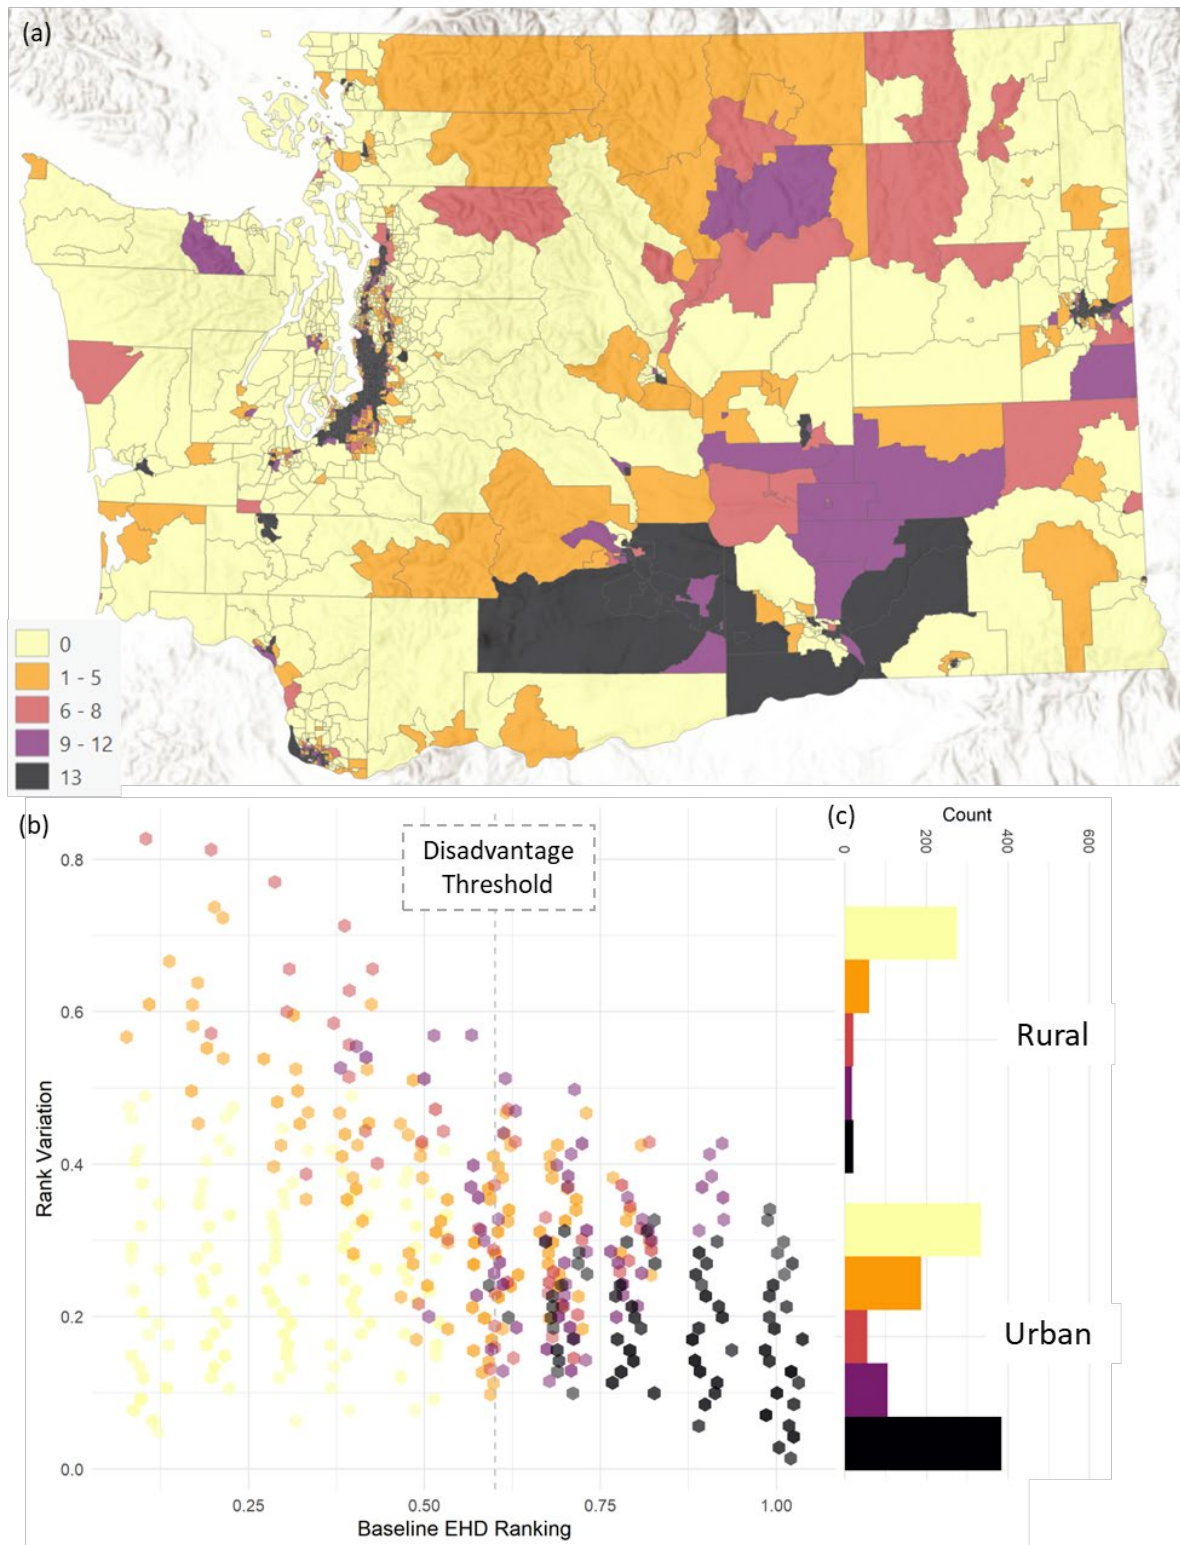 (a)
0
1 - 5
6 - 8
9 - 12
13
(b)
Disadvantage
Threshold
0.8
0.6
0.4
0.2
0.0
Rank Variation
0.25
0.50
0.75
1.00
Baseline EHD Ranking
(c)
Count
0
200
400
600
Rural
Urban